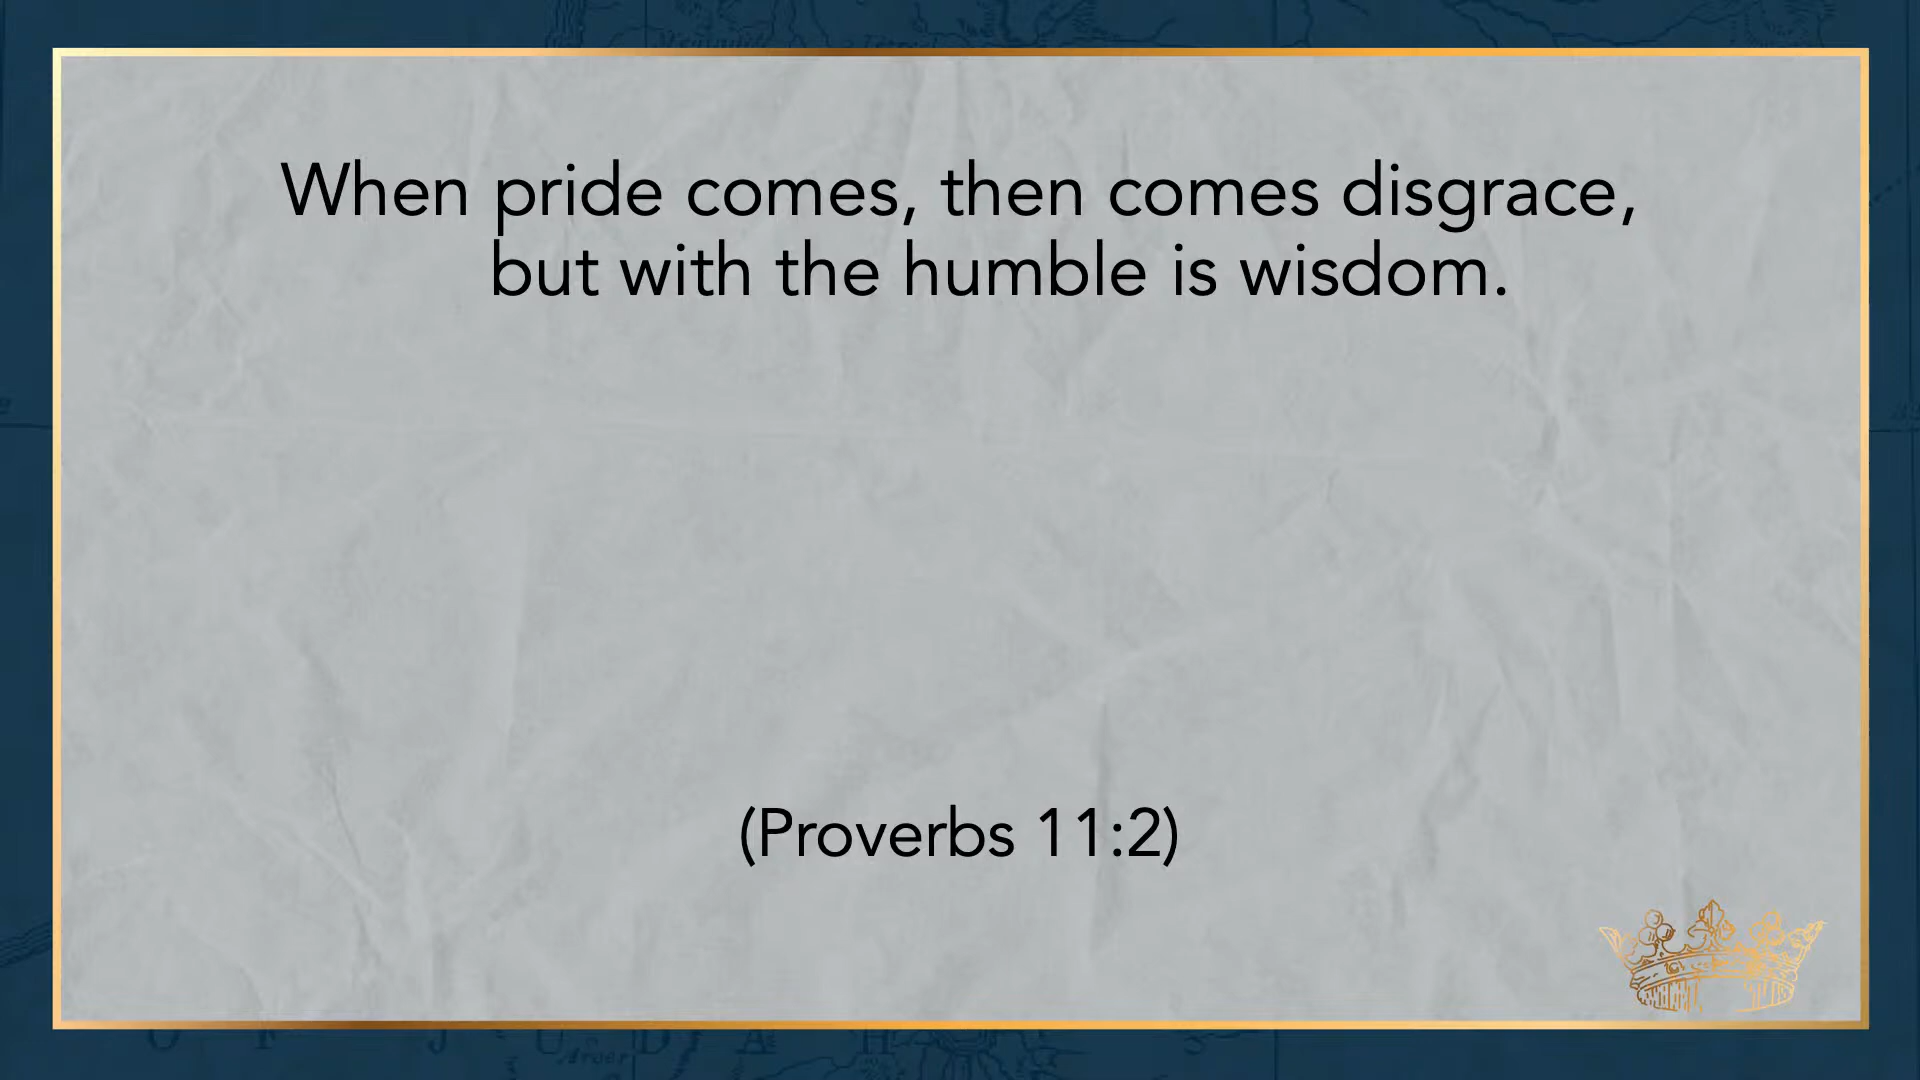 When pride comes, then comes disgrace,
but with the humble is wisdom.
(Proverbs 11:2)